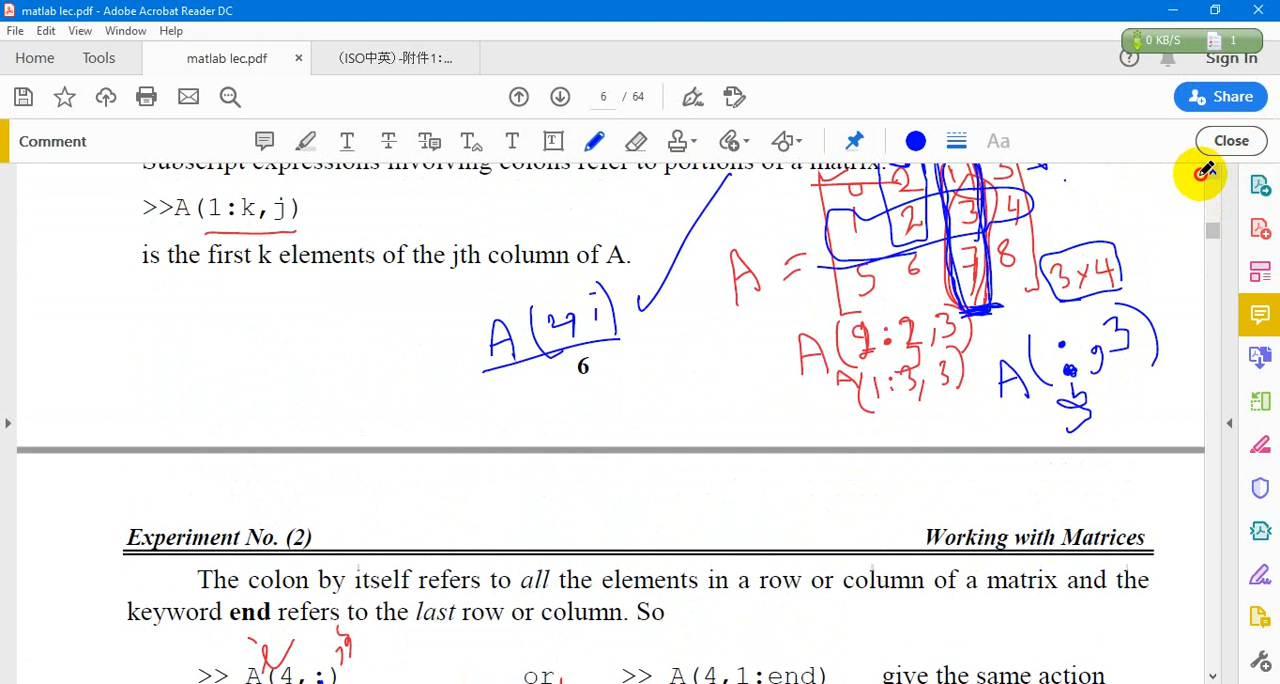 matlab lec.pdf - Adobe Acrobat Reader DC
File Edit View Window Help
0 KB/S 1
Home Tools matlab lec.pdf × (ISO中英)-附件1:... Sign In
6 / 64 Share
Comment Aa Close
Subscript expressions involving colons refer to portions of a matrix.
>>A(1:k,j)
is the first k elements of the jth column of A.
0 2
1 2 3 4
A = 5 6 7 8
3x4
A(2:2,3)
A(1:3,3)
A(:,3)
6
Experiment No. (2) Working with Matrices
The colon by itself refers to all the elements in a row or column of a matrix and the
keyword end refers to the last row or column. So
>> A(4,:) or >> A(4,1:end) give the same action